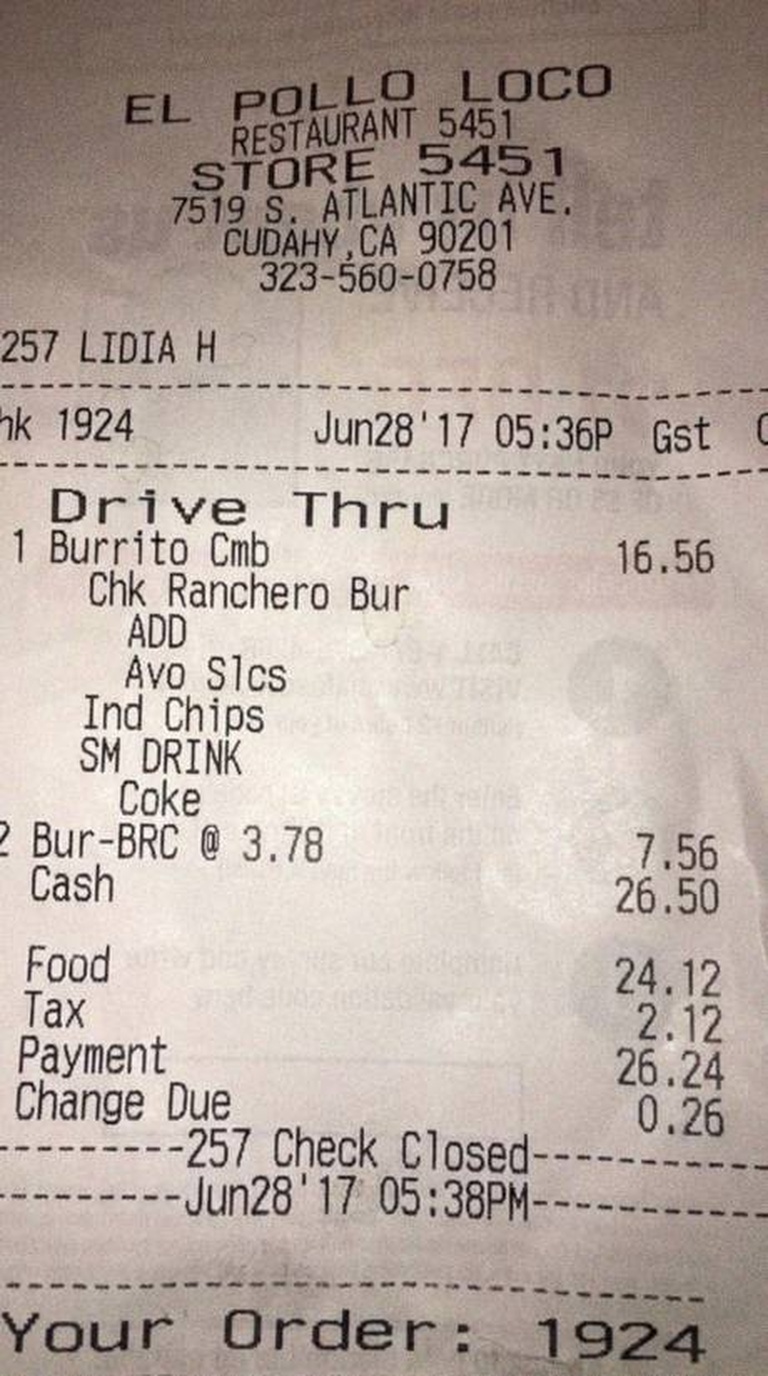 EL POLLO LOCO
RESTAURANT 5451
STORE 5451
7519 S. ATLANTIC AVE.
CUDAHY,CA 90201
323-560-0758
257 LIDIA H
hk 1924 Jun28'17 05:36P Gst
Drive Thru
1 Burrito Cmb 16.56
Chk Ranchero Bur
ADD
Avo Slcs
Ind Chips
SM DRINK
Coke
2 Bur-BRC @ 3.78 7.56
Cash 26.50
Food 24.12
Tax 2.12
Payment 26.24
Change Due 0.26
---------257 Check Closed-----------
---------Jun28'17 05:38PM-----------
Your Order: 1924